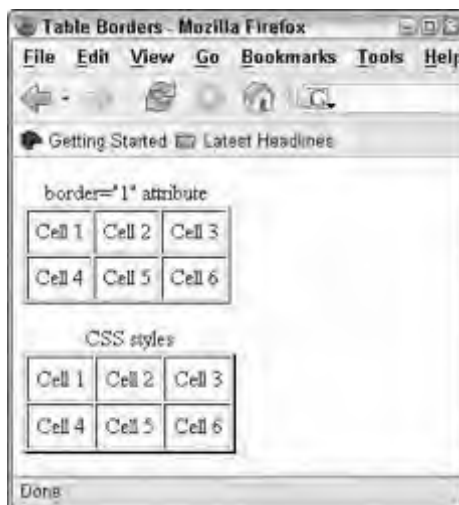 Table Borders - Mozilla Firefox
File Edit View Go Bookmarks Tools Help
G
Getting Started Latest Headlines
border="1" attribute
Cell 1 Cell 2 Cell 3
Cell 4 Cell 5 Cell 6
CSS styles
Cell 1 Cell 2 Cell 3
Cell 4 Cell 5 Cell 6
Done